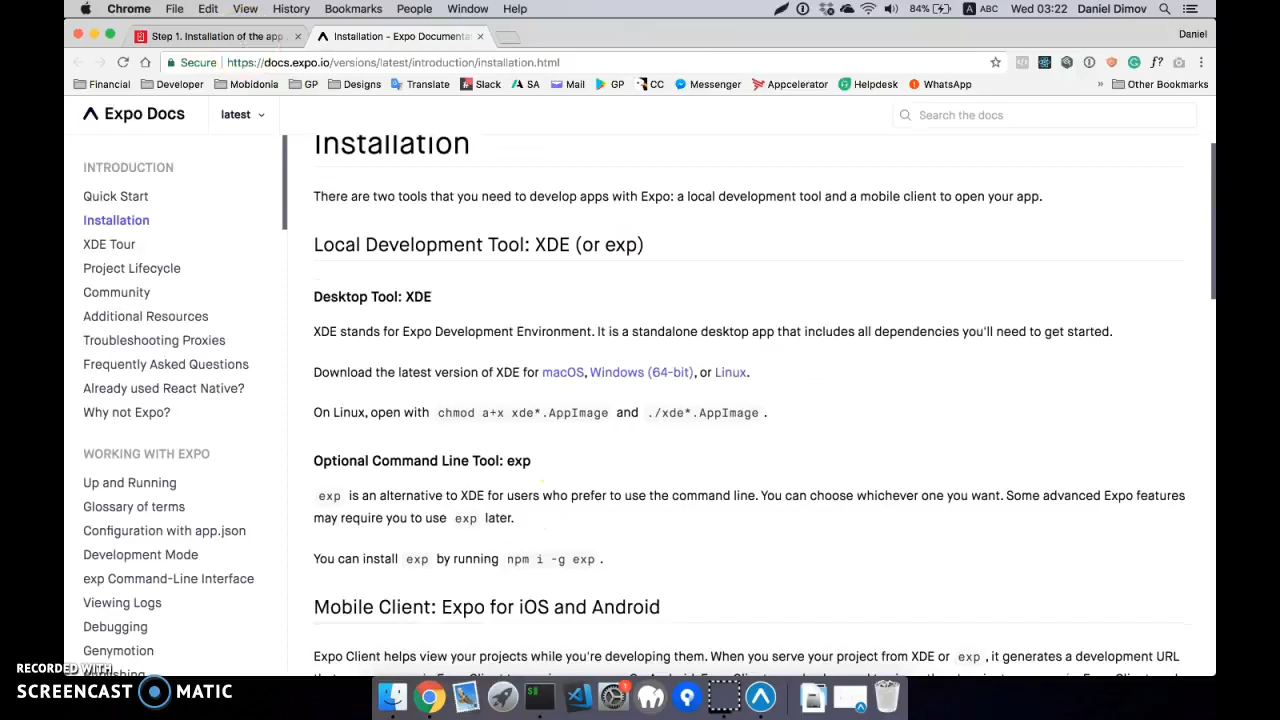 Chrome File Edit View History Bookmarks People Window Help 84% A ABC Wed 03:22 Daniel Dimov
Step 1. Installation of the app Installation - Expo Documenta Daniel
Secure https://docs.expo.io/versions/latest/introduction/installation.html
Financial Developer Mobidonia GP Designs Translate Slack SA Mail GP CC Messenger Appcelerator Helpdesk WhatsApp » Other Bookmarks
Expo Docs latest Search the docs
INTRODUCTION
Quick Start
Installation
XDE Tour
Project Lifecycle
Community
Additional Resources
Troubleshooting Proxies
Frequently Asked Questions
Already used React Native?
Why not Expo?
WORKING WITH EXPO
Up and Running
Glossary of terms
Configuration with app.json
Development Mode
exp Command-Line Interface
Viewing Logs
Debugging
Genymotion
Installation
There are two tools that you need to develop apps with Expo: a local development tool and a mobile client to open your app.
Local Development Tool: XDE (or exp)
Desktop Tool: XDE
XDE stands for Expo Development Environment. It is a standalone desktop app that includes all dependencies you'll need to get started.
Download the latest version of XDE for macOS, Windows (64-bit), or Linux.
On Linux, open with chmod a+x xde*.AppImage and ./xde*.AppImage .
Optional Command Line Tool: exp
exp is an alternative to XDE for users who prefer to use the command line. You can choose whichever one you want. Some advanced Expo features
may require you to use exp later.
You can install exp by running npm i -g exp .
Mobile Client: Expo for iOS and Android
Expo Client helps view your projects while you're developing them. When you serve your project from XDE or exp , it generates a development URL
RECORDED WITH
SCREENCAST MATIC